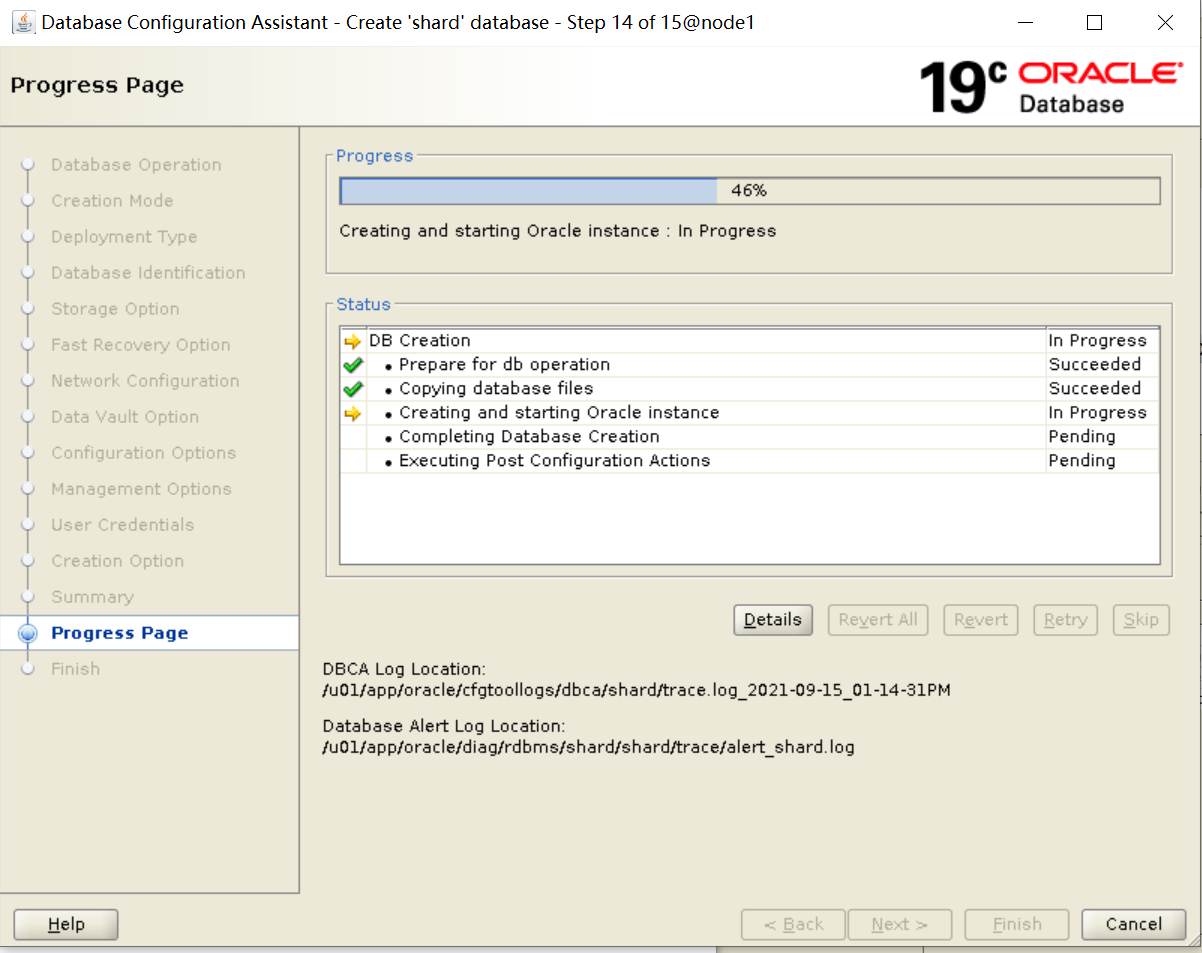 Database Configuration Assistant - Create 'shard' database - Step 14 of 15@node1
Progress Page
19c ORACLE
Database
Database Operation
Creation Mode
Deployment Type
Database Identification
Storage Option
Fast Recovery Option
Network Configuration
Data Vault Option
Configuration Options
Management Options
User Credentials
Creation Option
Summary
Progress Page
Finish
Progress
46%
Creating and starting Oracle instance : In Progress
Status
DB Creation In Progress
• Prepare for db operation Succeeded
• Copying database files Succeeded
• Creating and starting Oracle instance In Progress
• Completing Database Creation Pending
• Executing Post Configuration Actions Pending
Details Revert All Revert Retry Skip
DBCA Log Location:
/u01/app/oracle/cfgtoollogs/dbca/shard/trace.log_2021-09-15_01-14-31PM
Database Alert Log Location:
/u01/app/oracle/diag/rdbms/shard/shard/trace/alert_shard.log
Help < Back Next > Finish Cancel